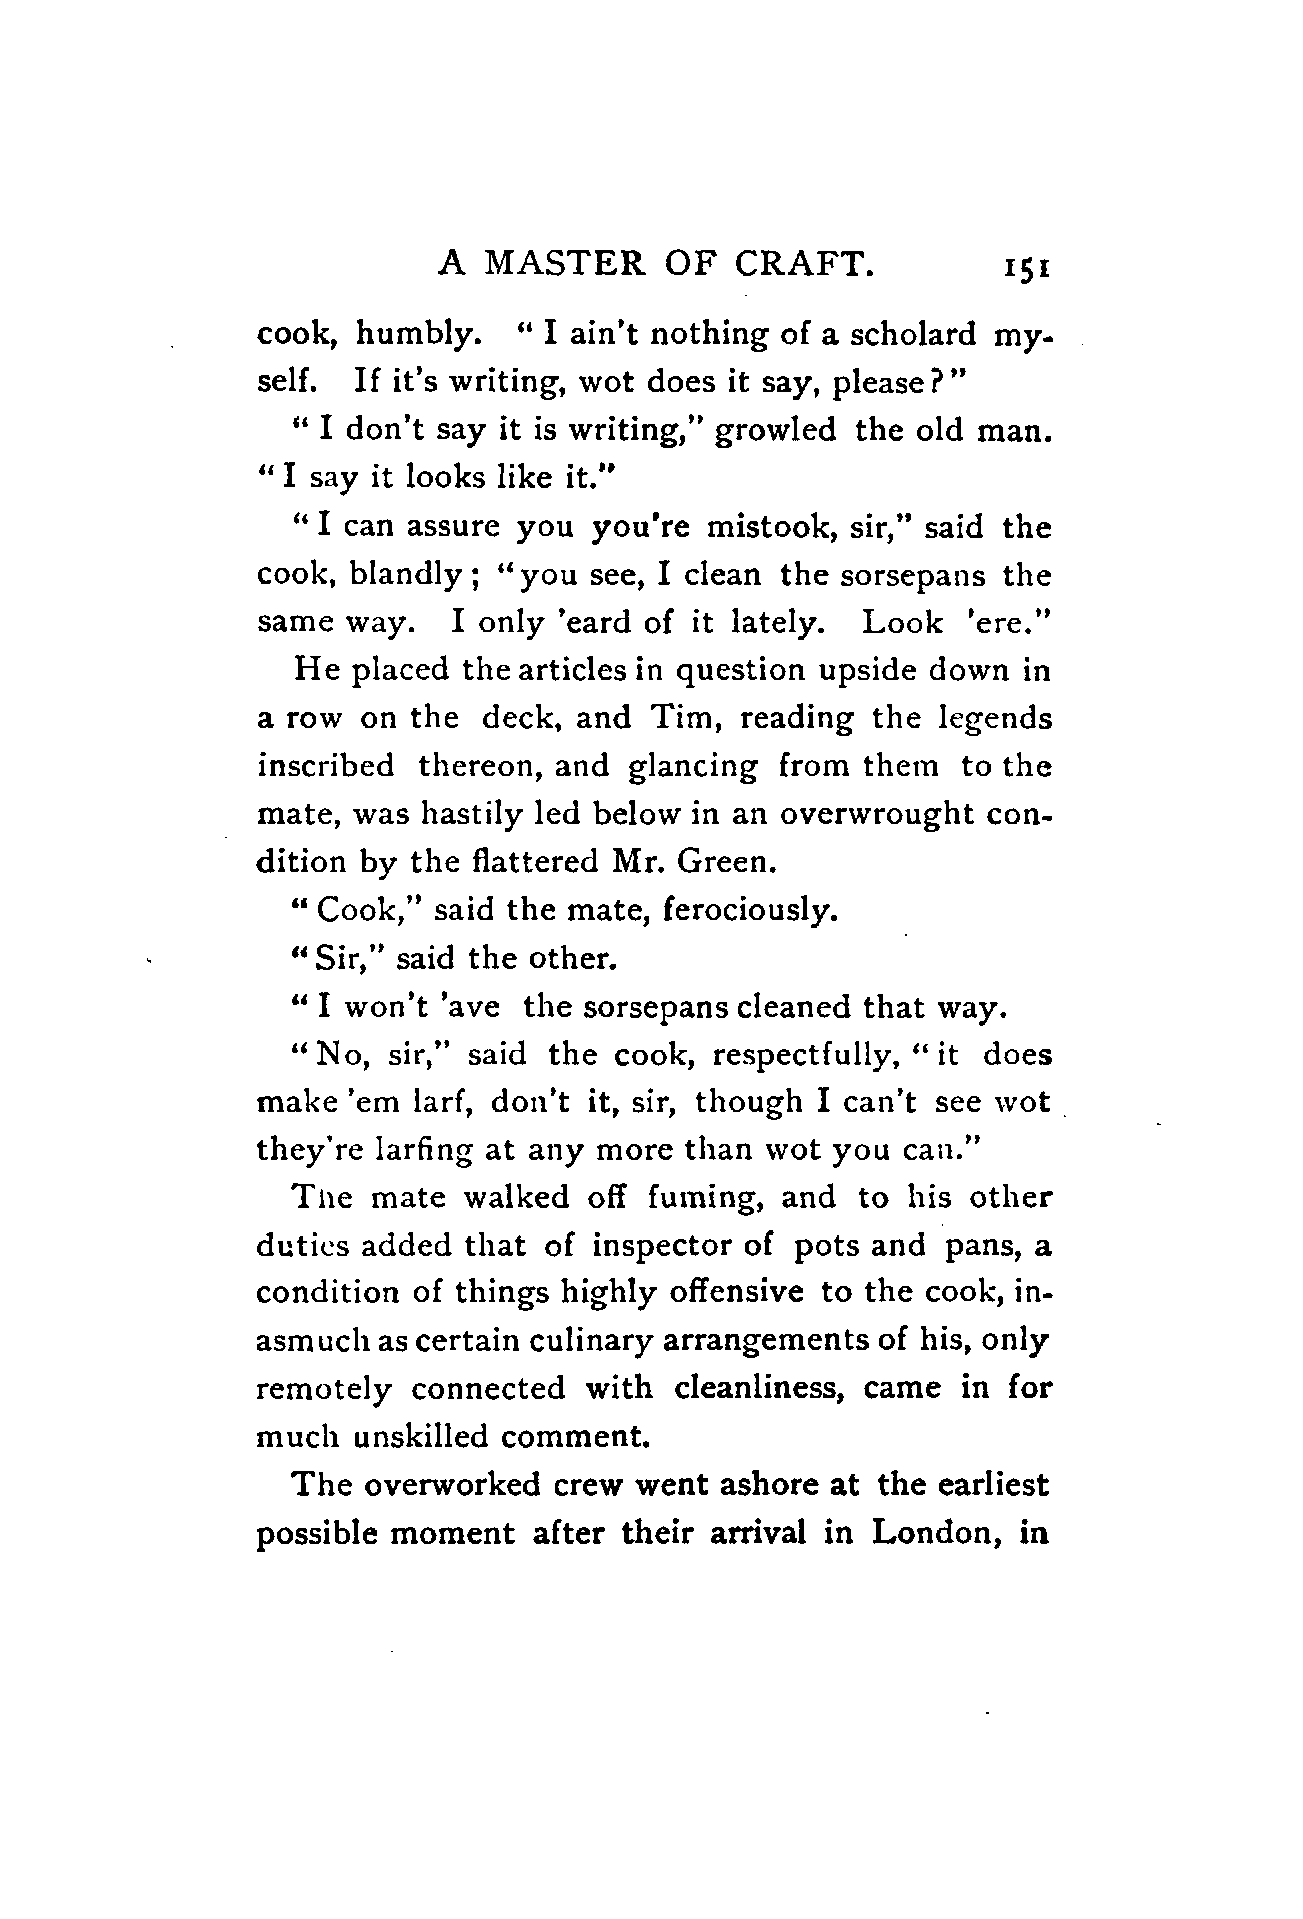 A MASTER OF CRAFT. 151
cook, humbly. "I ain't nothing of a scholard my-
self. If it's writing, wot does it say, please?"
"I don't say it is writing," growled the old man.
"I say it looks like it."
"I can assure you you're mistook, sir," said the
cook, blandly; "you see, I clean the sorsepans the
same way. I only 'eard of it lately. Look 'ere."
He placed the articles in question upside down in
a row on the deck, and Tim, reading the legends
inscribed thereon, and glancing from them to the
mate, was hastily led below in an overwrought con-
dition by the flattered Mr. Green.
"Cook," said the mate, ferociously.
"Sir," said the other.
"I won't 'ave the sorsepans cleaned that way.
"No, sir," said the cook, respectfully, "it does
make 'em larf, don't it, sir, though I can't see wot
they're larfing at any more than wot you can."
The mate walked off fuming, and to his other
duties added that of inspector of pots and pans, a
condition of things highly offensive to the cook, in-
asmuch as certain culinary arrangements of his, only
remotely connected with cleanliness, came in for
much unskilled comment.
The overworked crew went ashore at the earliest
possible moment after their arrival in London, in